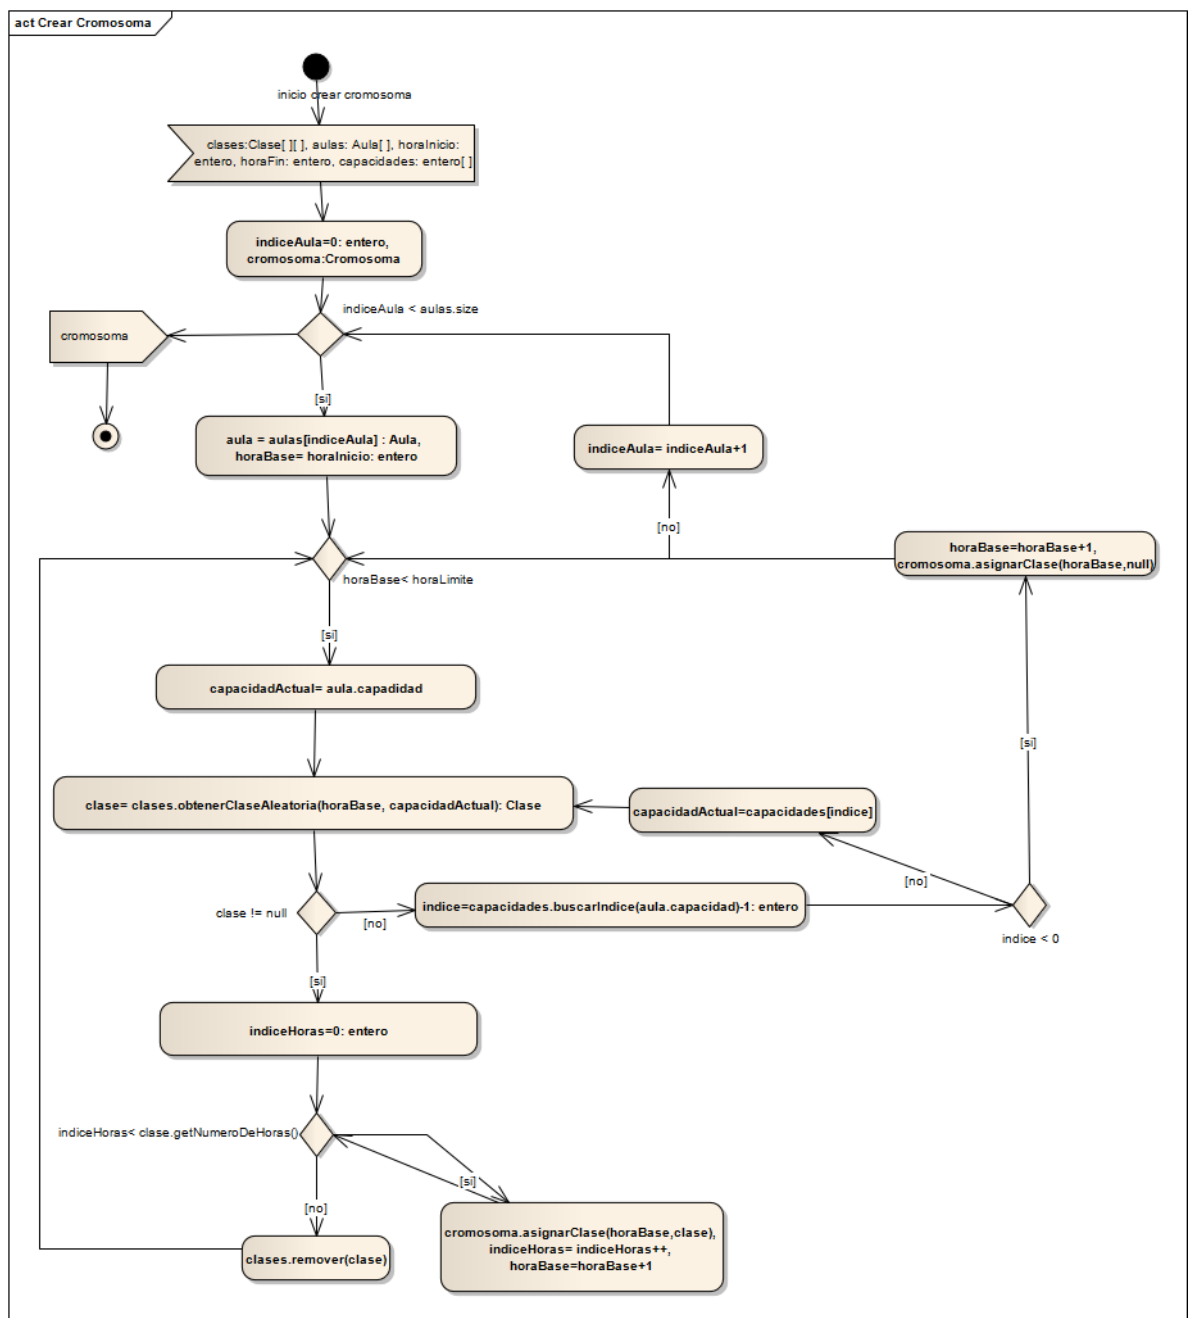 act Crear Cromosoma
inicio crear cromosoma
clases:Clase[ ][ ], aulas: Aula[ ], horaInicio:
entero, horaFin: entero, capacidades: entero[ ]
indiceAula=0: entero,
cromosoma:Cromosoma
indiceAula < aulas.size
cromosoma
[si]
aula = aulas[indiceAula] : Aula,
horaBase= horaInicio: entero
indiceAula= indiceAula+1
[no]
horaBase=horaBase+1,
cromosoma.asignarClase(horaBase,null)
horaBase< horaLimite
[si]
capacidadActual= aula.capadidad
[si]
clase= clases.obtenerClaseAleatoria(horaBase, capacidadActual): Clase
capacidadActual=capacidades[indice]
[no]
clase != null
[no]
indice=capacidades.buscarIndice(aula.capacidad)-1: entero
indice < 0
[si]
indiceHoras=0: entero
indiceHoras< clase.getNumeroDeHoras()
[si]
[no]
cromosoma.asignarClase(horaBase,clase),
indiceHoras= indiceHoras++,
horaBase=horaBase+1
clases.remover(clase)